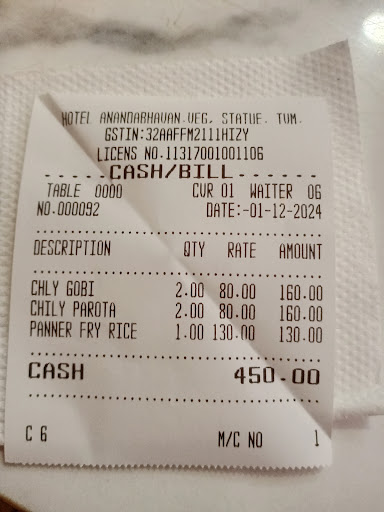 HOTEL ANANDABHAVAN.VEG, STATUE, TVM.
GSTIN:32AAFFM2111HIZY
LICENS NO.11317001001106
.....CASH/BILL......
TABLE 0000 CVR 01 WAITER 06
NO.000092 DATE:-01-12-2024
DESCRIPTION QTY RATE AMOUNT
CHLY GOBI 2.00 80.00 160.00
CHILY PAROTA 2.00 80.00 160.00
PANNER FRY RICE 1.00 130.00 130.00
CASH 450.00
C 6 M/C NO 1